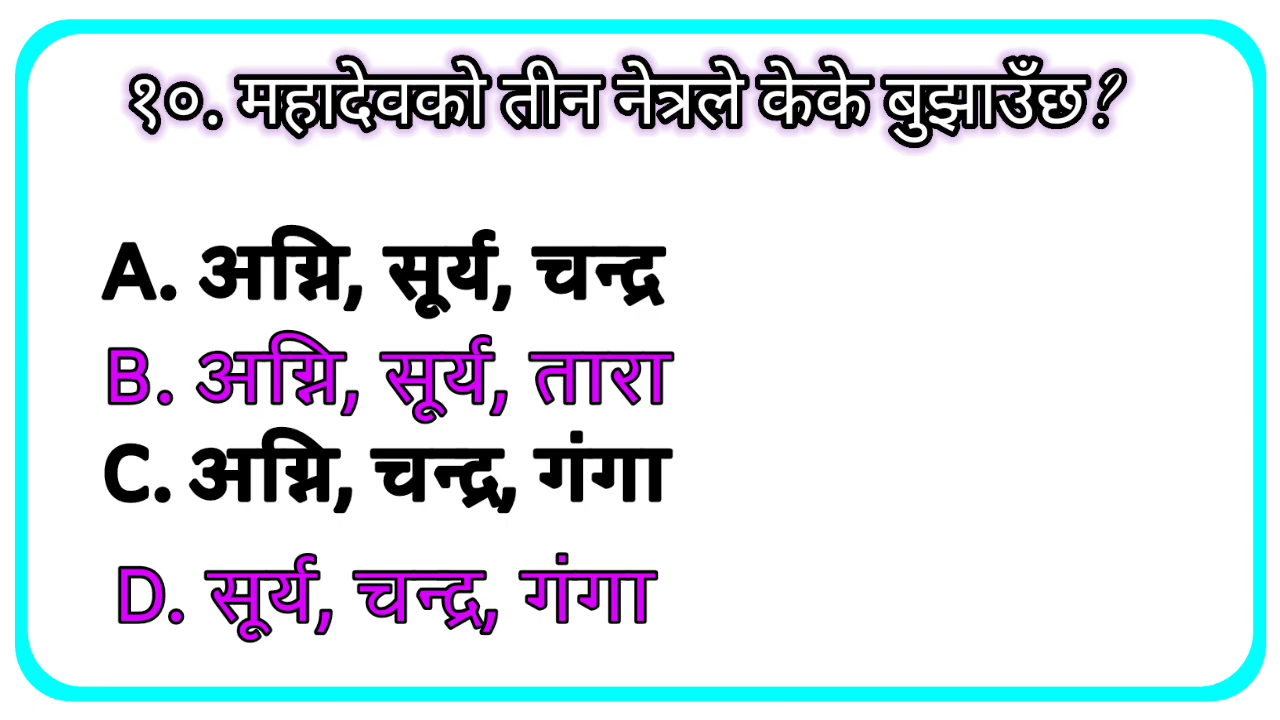 १०. महादेवको तीन नेत्रले केके बुझाउँछ?
A. अग्नि, सूर्य, चन्द्र
B. अग्नि, सूर्य, तारा
C. अग्नि, चन्द्र, गंगा
D. सूर्य, चन्द्र, गंगा